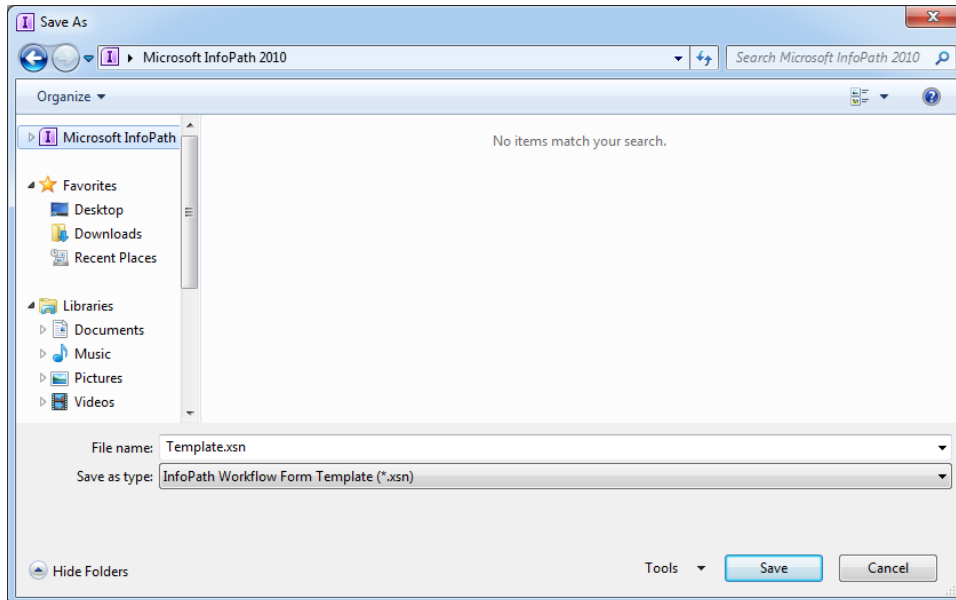 Save As
Microsoft InfoPath 2010
Search Microsoft InfoPath 2010
Organize
Microsoft InfoPath
No items match your search.
Favorites
Desktop
Downloads
Recent Places
Libraries
Documents
Music
Pictures
Videos
File name: Template.xsn
Save as type: InfoPath Workflow Form Template (*.xsn)
Hide Folders
Tools Save Cancel